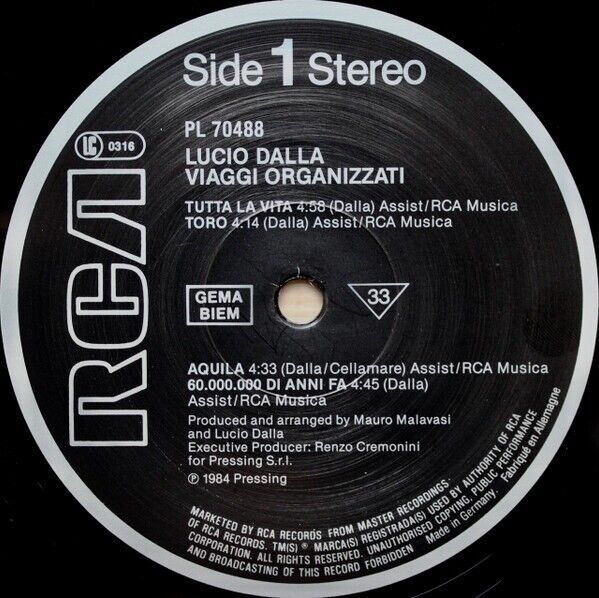 Side 1 Stereo
LC 0316
RCA
PL 70488
LUCIO DALLA
VIAGGI ORGANIZZATI
TUTTA LA VITA 4:58 (Dalla) Assist/RCA Musica
TORO 4:14 (Dalla) Assist/RCA Musica
GEMA
BIEM
33
AQUILA 4:33 (Dalla/Cellamare) Assist/RCA Musica
60.000.000 DI ANNI FA 4:45 (Dalla)
Assist/RCA Musica
Produced and arranged by Mauro Malavasi
and Lucio Dalla
Executive Producer: Renzo Cremonini
for Pressing S.r.l.
℗ 1984 Pressing
MARKETED BY RCA RECORDS FROM MASTER RECORDINGS
OF RCA RECORDS. TM(S) ® MARCA(S) REGISTRADA(S) USED BY AUTHORITY OF RCA
CORPORATION. ALL RIGHTS RESERVED. UNAUTHORISED COPYING, PUBLIC PERFORMANCE
AND BROADCASTING OF THIS RECORD FORBIDDEN
Made in Germany.
Fabriqué en Allemagne